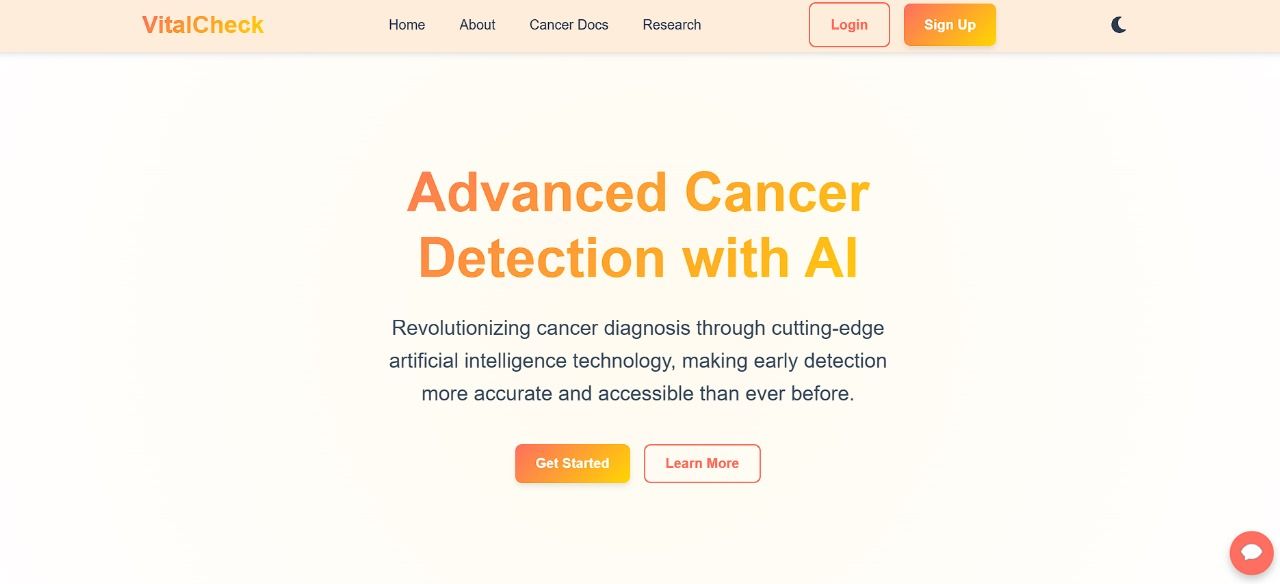 VitalCheck
Home About Cancer Docs Research
Login Sign Up
Advanced Cancer
Detection with AI
Revolutionizing cancer diagnosis through cutting-edge
artificial intelligence technology, making early detection
more accurate and accessible than ever before.
Get Started Learn More